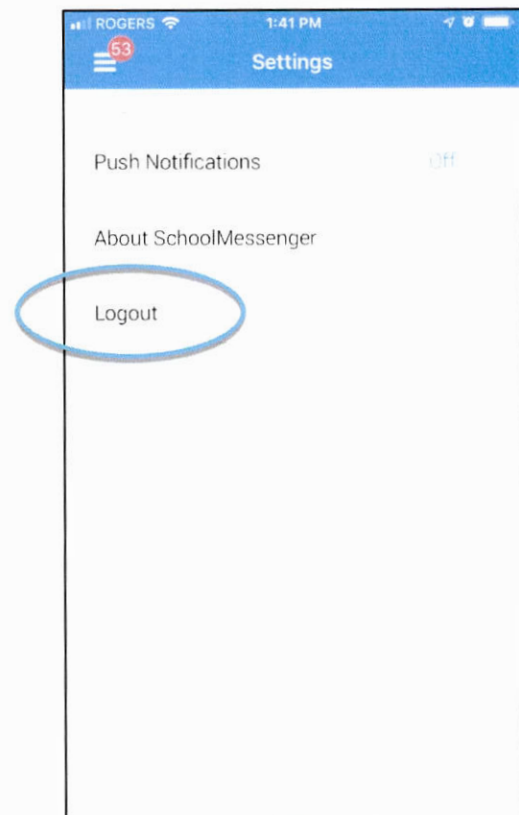 ROGERS 1:41 PM
53
Settings
Push Notifications Off
About SchoolMessenger
Logout